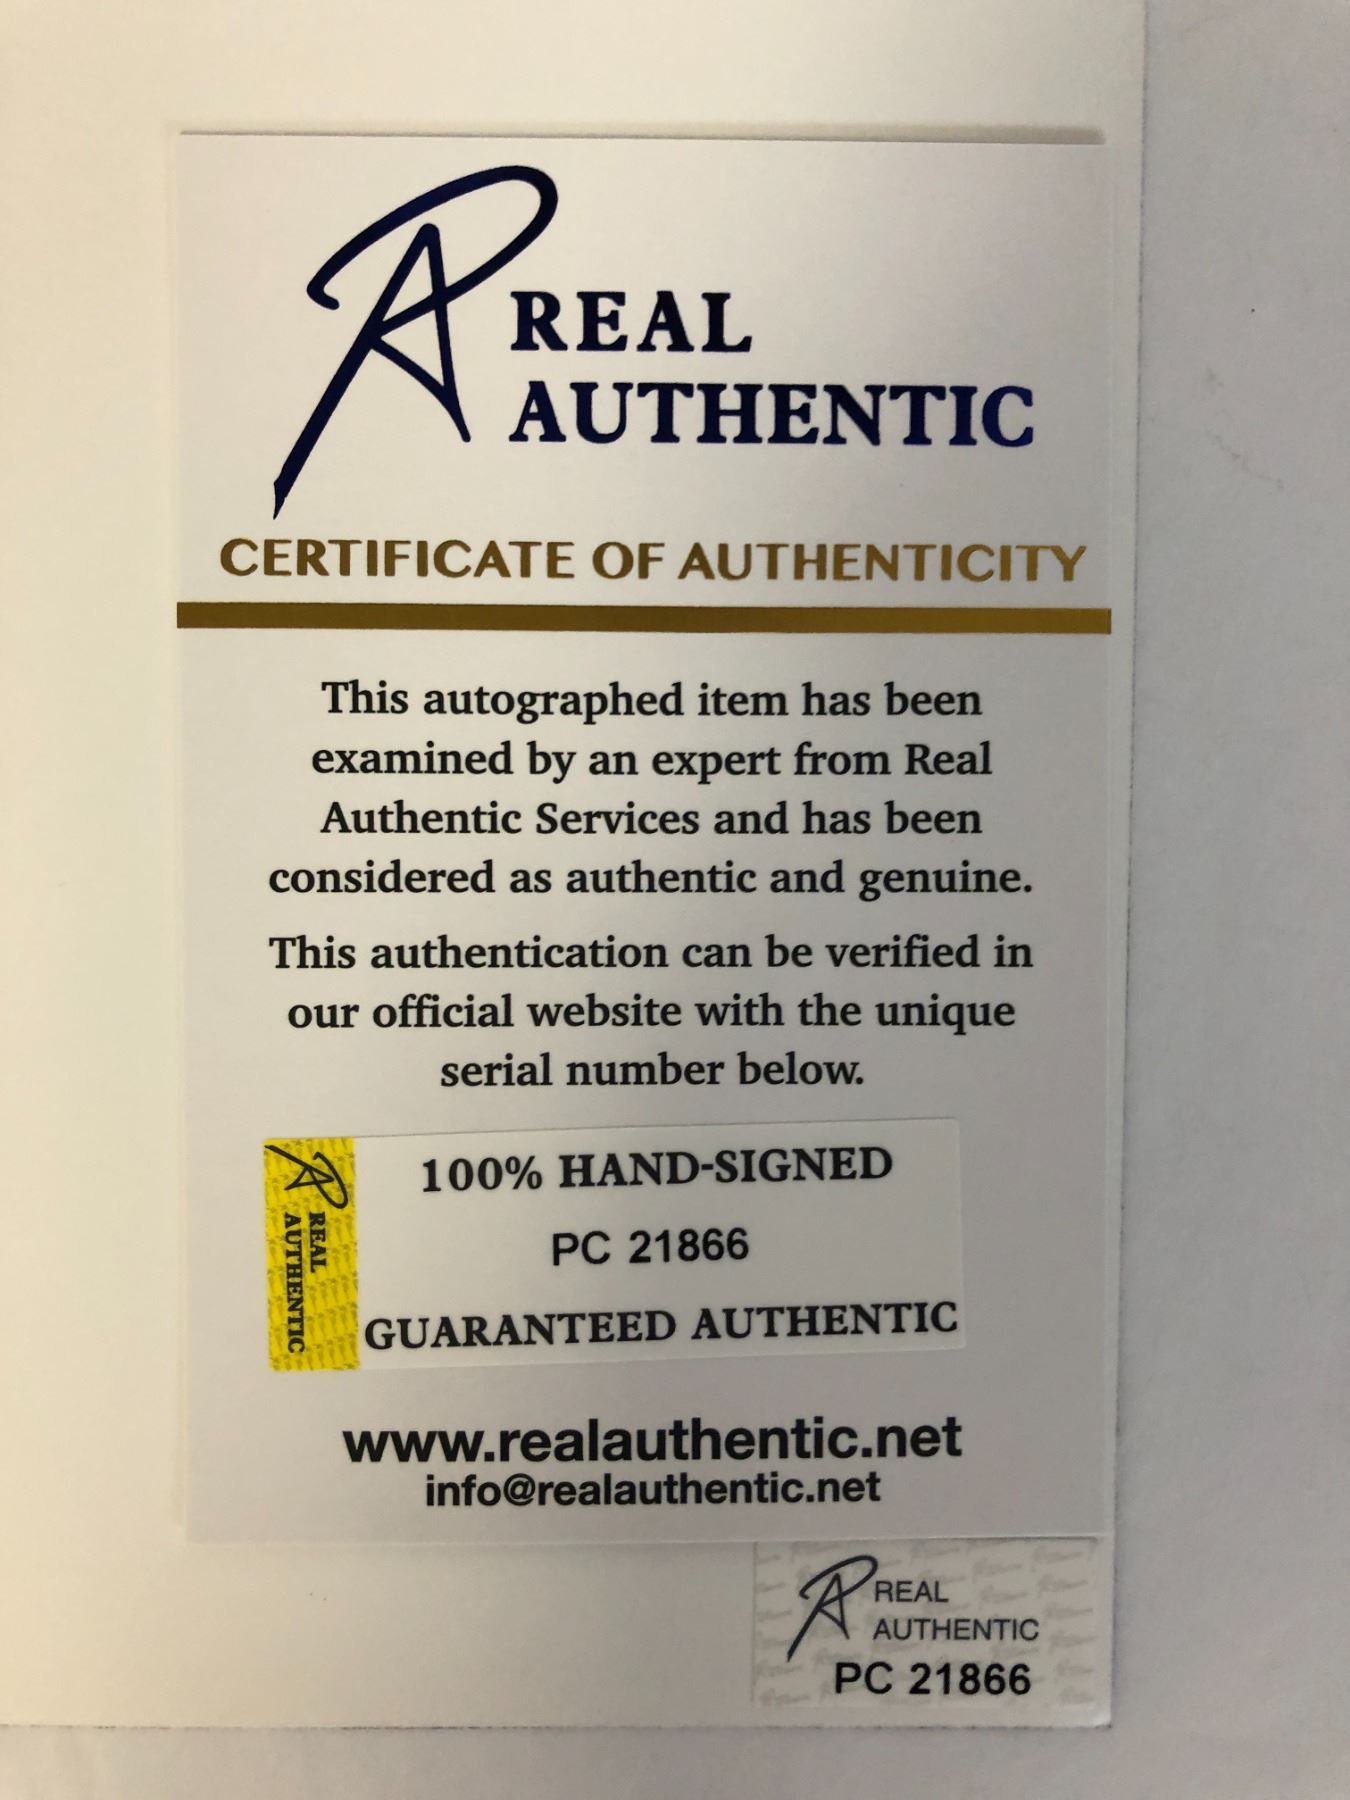 REAL
AUTHENTIC
CERTIFICATE OF AUTHENTICITY
This autographed item has been
examined by an expert from Real
Authentic Services and has been
considered as authentic and genuine.
This authentication can be verified in
our official website with the unique
serial number below.
REAL
AUTHENTIC
100% HAND-SIGNED
PC 21866
GUARANTEED AUTHENTIC
www.realauthentic.net
info@realauthentic.net
REAL
AUTHENTIC
PC 21866